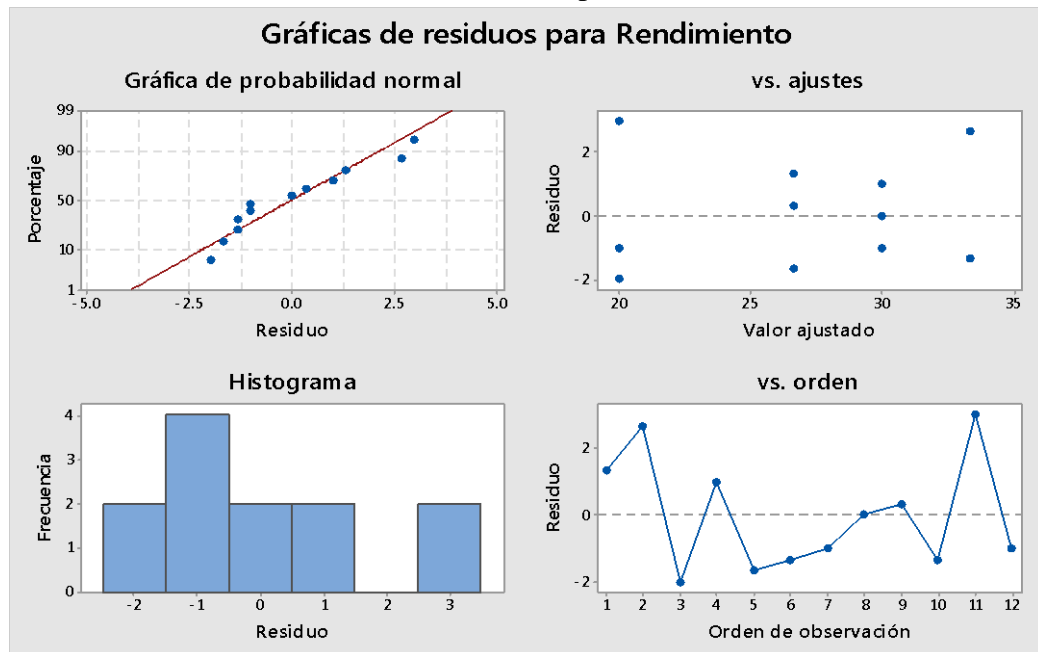 Gráficas de residuos para Rendimiento
Gráfica de probabilidad normal
99
90
50
10
1
Porcentaje
-5.0 -2.5 0.0 2.5 5.0
Residuo
vs. ajustes
2
0
-2
Residuo
20 25 30 35
Valor ajustado
Histograma
4
3
2
1
0
Frecuencia
-2 -1 0 1 2 3
Residuo
vs. orden
2
0
-2
Residuo
1 2 3 4 5 6 7 8 9 10 11 12
Orden de observación